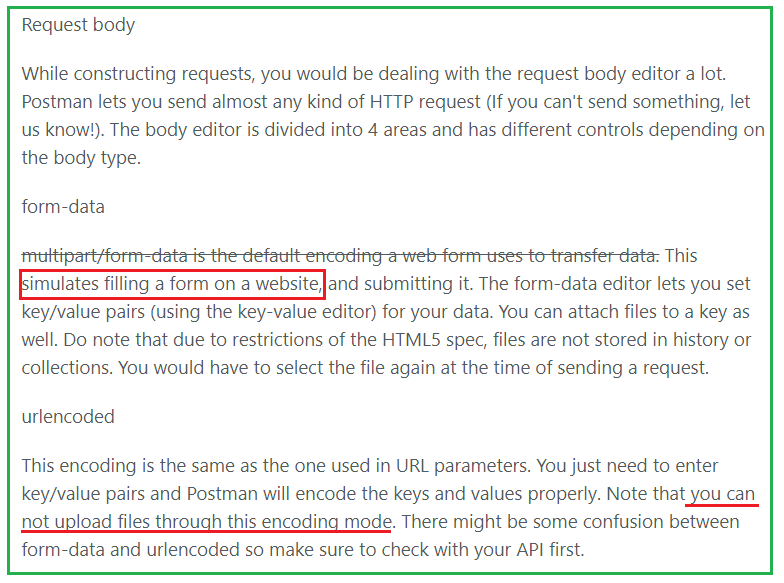 Request body
While constructing requests, you would be dealing with the request body editor a lot.
Postman lets you send almost any kind of HTTP request (If you can't send something, let
us know!). The body editor is divided into 4 areas and has different controls depending on
the body type.
form-data
multipart/form-data is the default encoding a web form uses to transfer data. This
simulates filling a form on a website, and submitting it. The form-data editor lets you set
key/value pairs (using the key-value editor) for your data. You can attach files to a key as
well. Do note that due to restrictions of the HTML5 spec, files are not stored in history or
collections. You would have to select the file again at the time of sending a request.
urlencoded
This encoding is the same as the one used in URL parameters. You just need to enter
key/value pairs and Postman will encode the keys and values properly. Note that you can
not upload files through this encoding mode. There might be some confusion between
form-data and urlencoded so make sure to check with your API first.